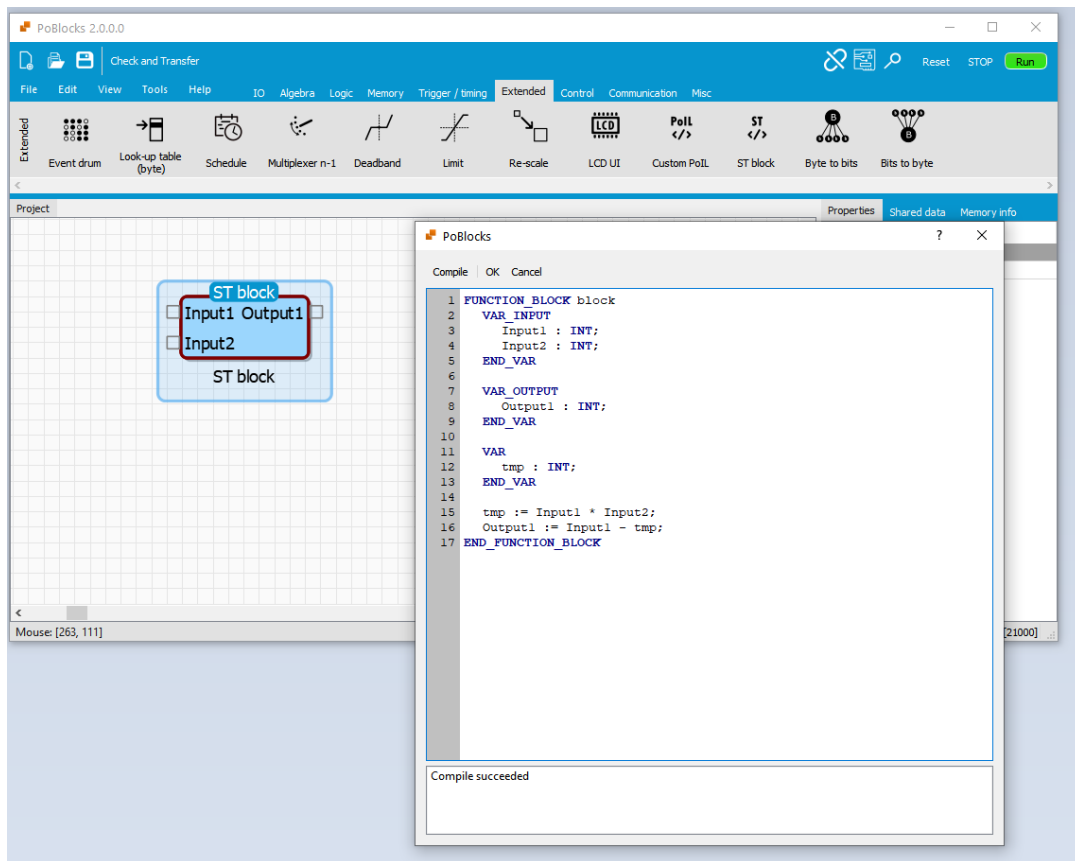 PoBlocks 2.0.0.0
Check and Transfer
Reset STOP Run
File Edit View Tools Help IO Algebra Logic Memory Trigger / timing Extended Control Communication Misc
Extended
Event drum
Look-up table
(byte)
Schedule
Multiplexer n-1
Deadband
Limit
Re-scale
LCD
LCD UI
PoIL
</>
Custom PoIL
ST
</>
ST block
B
Byte to bits
B
Bits to byte
Project
Properties Shared data Memory info
ST block
Input1 Output1
Input2
ST block
Mouse: [263, 111]
[21000]
PoBlocks
?
Compile OK Cancel
1 FUNCTION_BLOCK block
2 VAR_INPUT
3 Input1 : INT;
4 Input2 : INT;
5 END_VAR
6
7 VAR_OUTPUT
8 Output1 : INT;
9 END_VAR
10
11 VAR
12 tmp : INT;
13 END_VAR
14
15 tmp := Input1 * Input2;
16 Output1 := Input1 - tmp;
17 END_FUNCTION_BLOCK
Compile succeeded